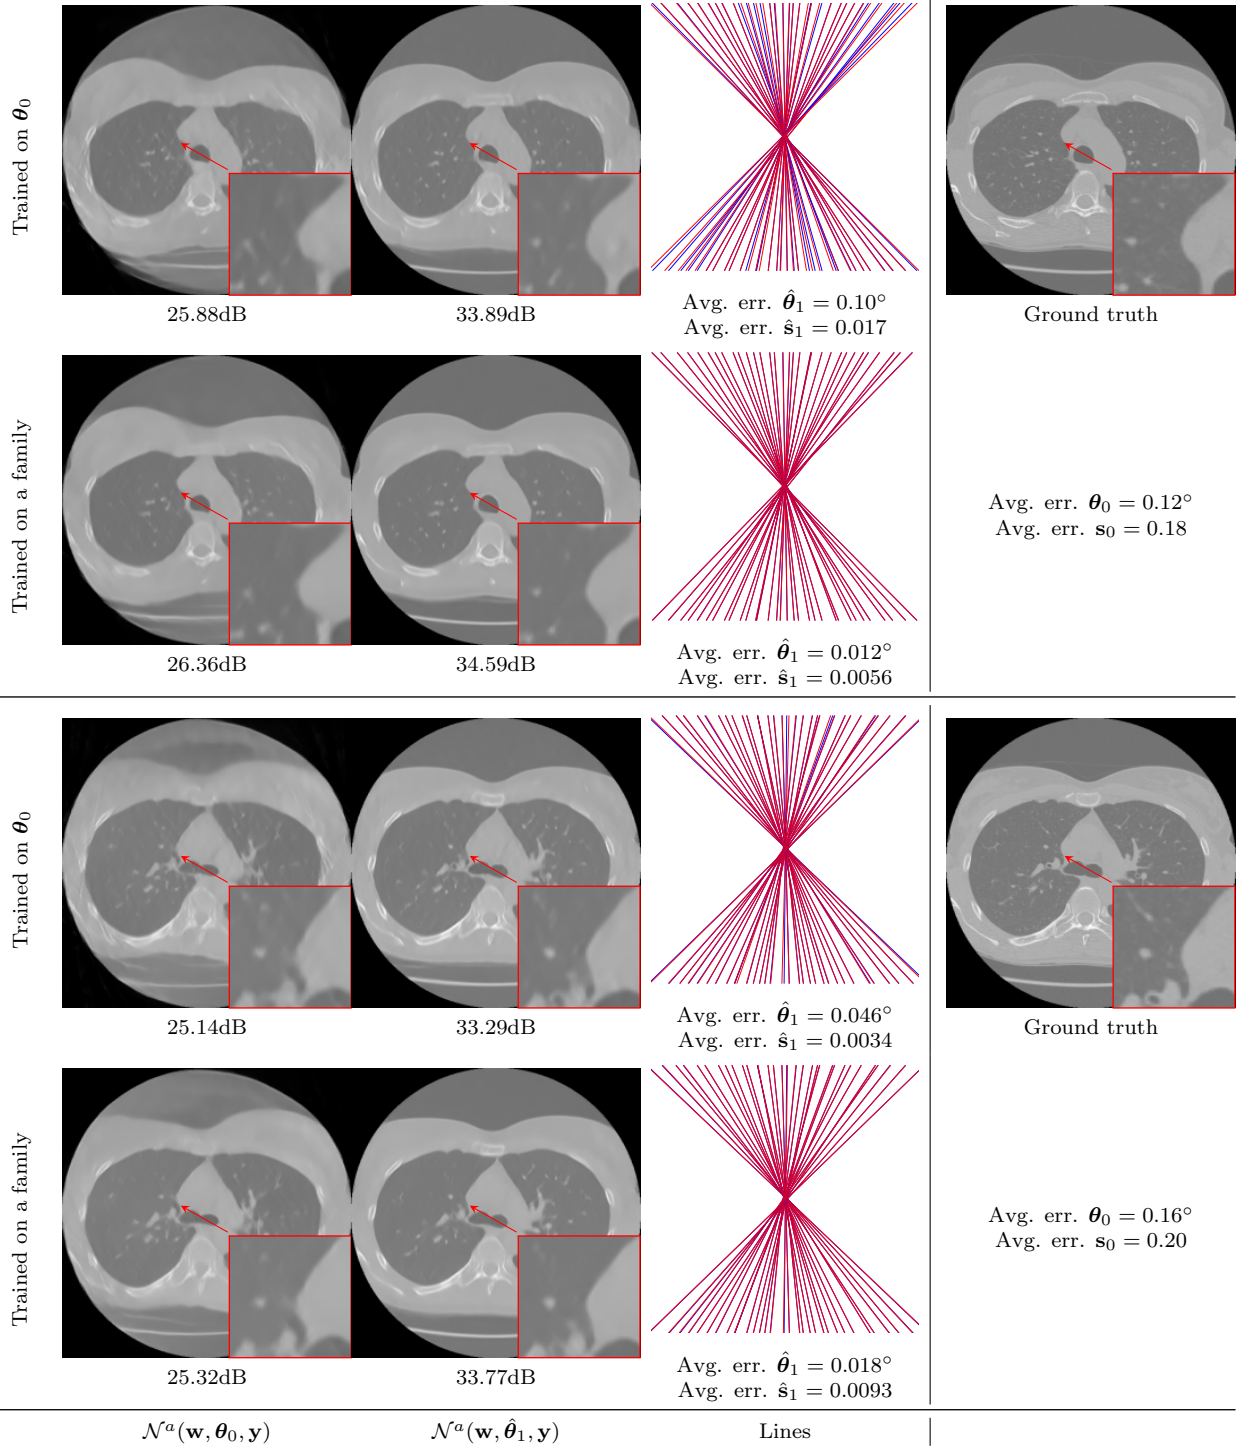 Trained on θ₀
25.88dB
33.89dB
Avg. err. θ̂₁ = 0.10°
Avg. err. ŝ₁ = 0.017
Ground truth
Trained on a family
26.36dB
34.59dB
Avg. err. θ̂₁ = 0.012°
Avg. err. ŝ₁ = 0.0056
Avg. err. θ₀ = 0.12°
Avg. err. s₀ = 0.18
Trained on θ₀
25.14dB
33.29dB
Avg. err. θ̂₁ = 0.046°
Avg. err. ŝ₁ = 0.0034
Ground truth
Trained on a family
25.32dB
33.77dB
Avg. err. θ̂₁ = 0.018°
Avg. err. ŝ₁ = 0.0093
Avg. err. θ₀ = 0.16°
Avg. err. s₀ = 0.20
𝒩ᵃ(w, θ₀, y)
𝒩ᵃ(w, θ̂₁, y)
Lines